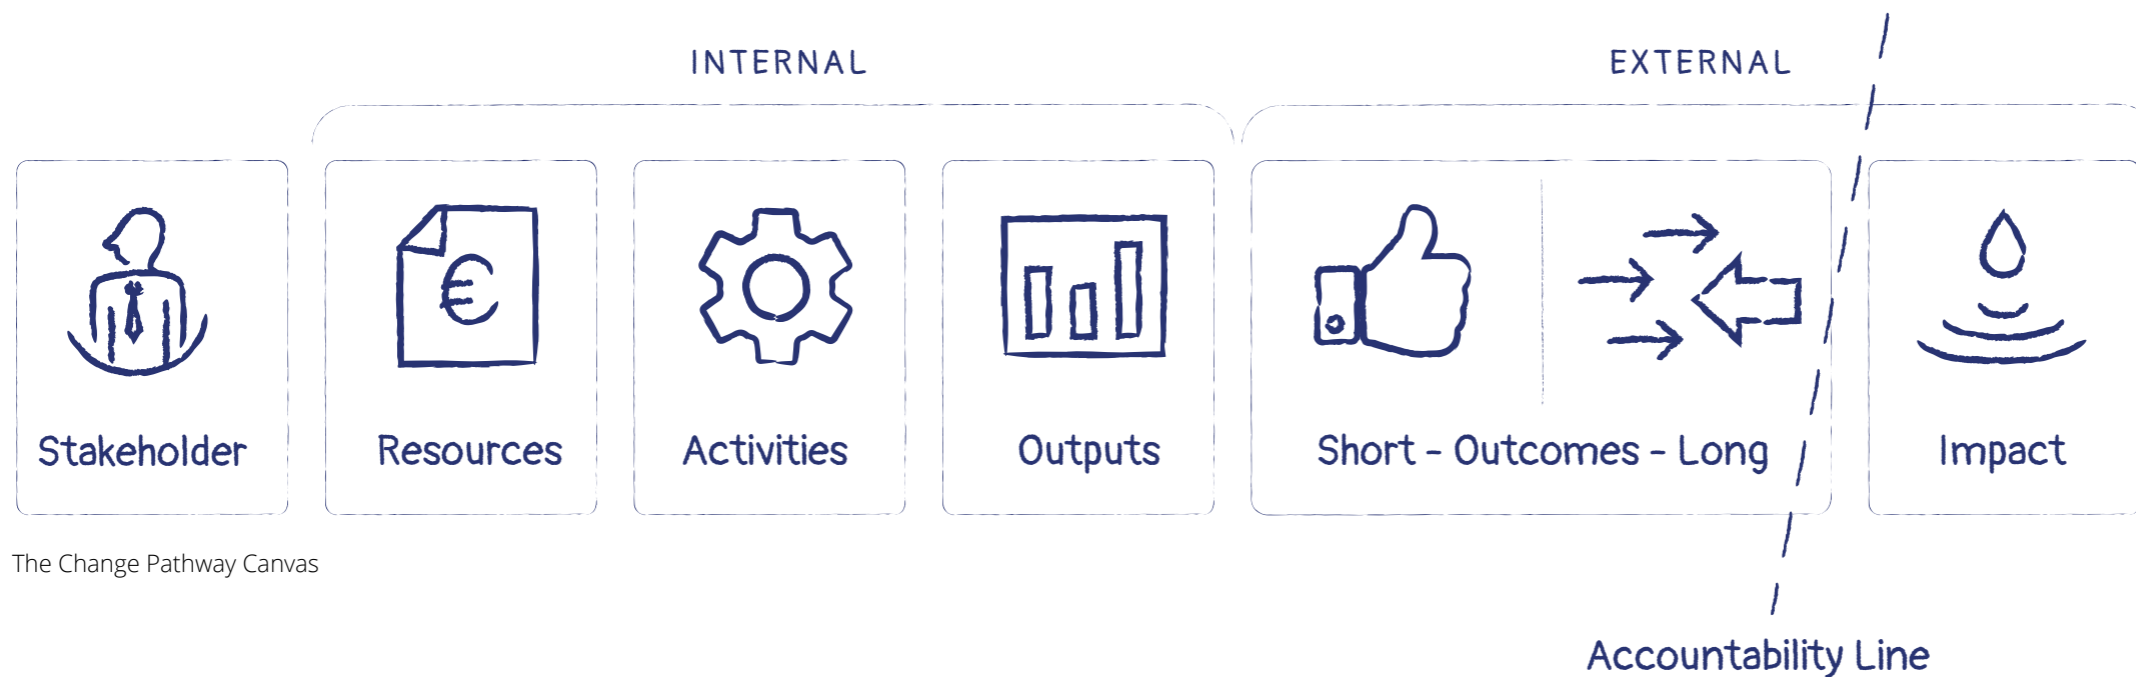 INTERNAL
EXTERNAL
€
Stakeholder
Resources
Activities
Outputs
Short - Outcomes - Long
Impact
The Change Pathway Canvas
Accountability Line